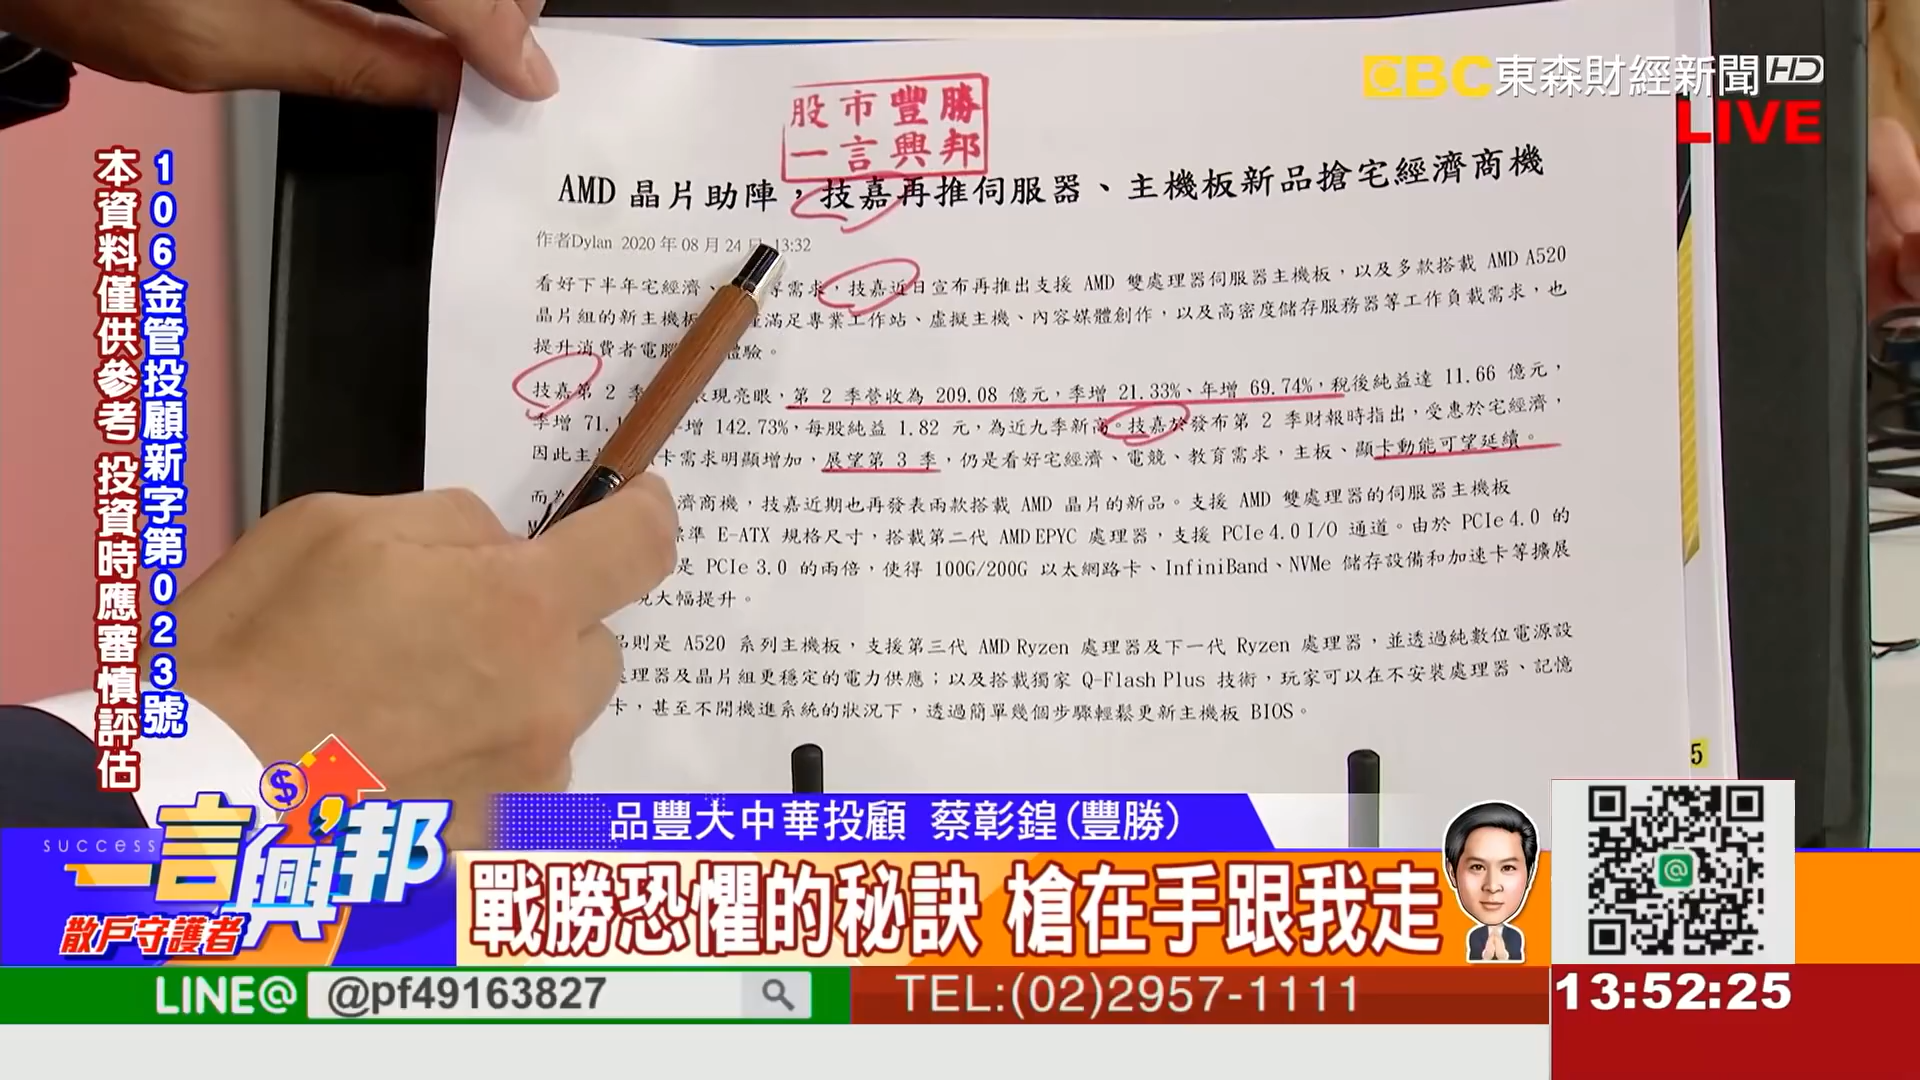 EBC東森財經新聞HD
LIVE
106金管投顧新字第023號
本資料僅供參考 投資時應審慎評估
股市豐勝
一言興邦
AMD 晶片助陣，技嘉再推伺服器、主機板新品搶宅經濟商機
作者Dylan 2020 年 08 月 24 日 13:32
看好下半年宅經濟、 等需求，技嘉近日宣布再推出支援 AMD 雙處理器伺服器主機板，以及多款搭載 AMD A520
晶片組的新主機板 滿足專業工作站、虛擬主機、內容媒體創作，以及高密度儲存服務器等工作負載需求，也
提升消費者電腦 體驗。
技嘉第 2 季 表現亮眼，第 2 季營收為 209.08 億元，季增 21.33%、年增 69.74%，稅後純益達 11.66 億元，
季增 71.1 年增 142.73%，每股純益 1.82 元，為近九季新高。技嘉於發布第 2 季財報時指出，受惠於宅經濟，
因此主 卡需求明顯增加，展望第 3 季，仍是看好宅經濟、電競、教育需求，主板、顯卡動能可望延續。
而為 濟商機，技嘉近期也再發表兩款搭載 AMD 晶片的新品。支援 AMD 雙處理器的伺服器主機板
標準 E-ATX 規格尺寸，搭載第二代 AMD EPYC 處理器，支援 PCIe 4.0 I/O 通道。由於 PCIe 4.0 的
是 PCIe 3.0 的兩倍，使得 100G/200G 以太網路卡、InfiniBand、NVMe 儲存設備和加速卡等擴展
現大幅提升。
品則是 A520 系列主機板，支援第三代 AMD Ryzen 處理器及下一代 Ryzen 處理器，並透過純數位電源設
處理器及晶片組更穩定的電力供應；以及搭載獨家 Q-Flash Plus 技術，玩家可以在不安裝處理器、記憶
卡，甚至不開機進系統的狀況下，透過簡單幾個步驟輕鬆更新主機板 BIOS。
5
success
一言興邦
散戶守護者
品豐大中華投顧 蔡彰鍠(豐勝)
戰勝恐懼的秘訣 槍在手跟我走
LINE@ @pf49163827
TEL:(02)2957-1111
13:52:25